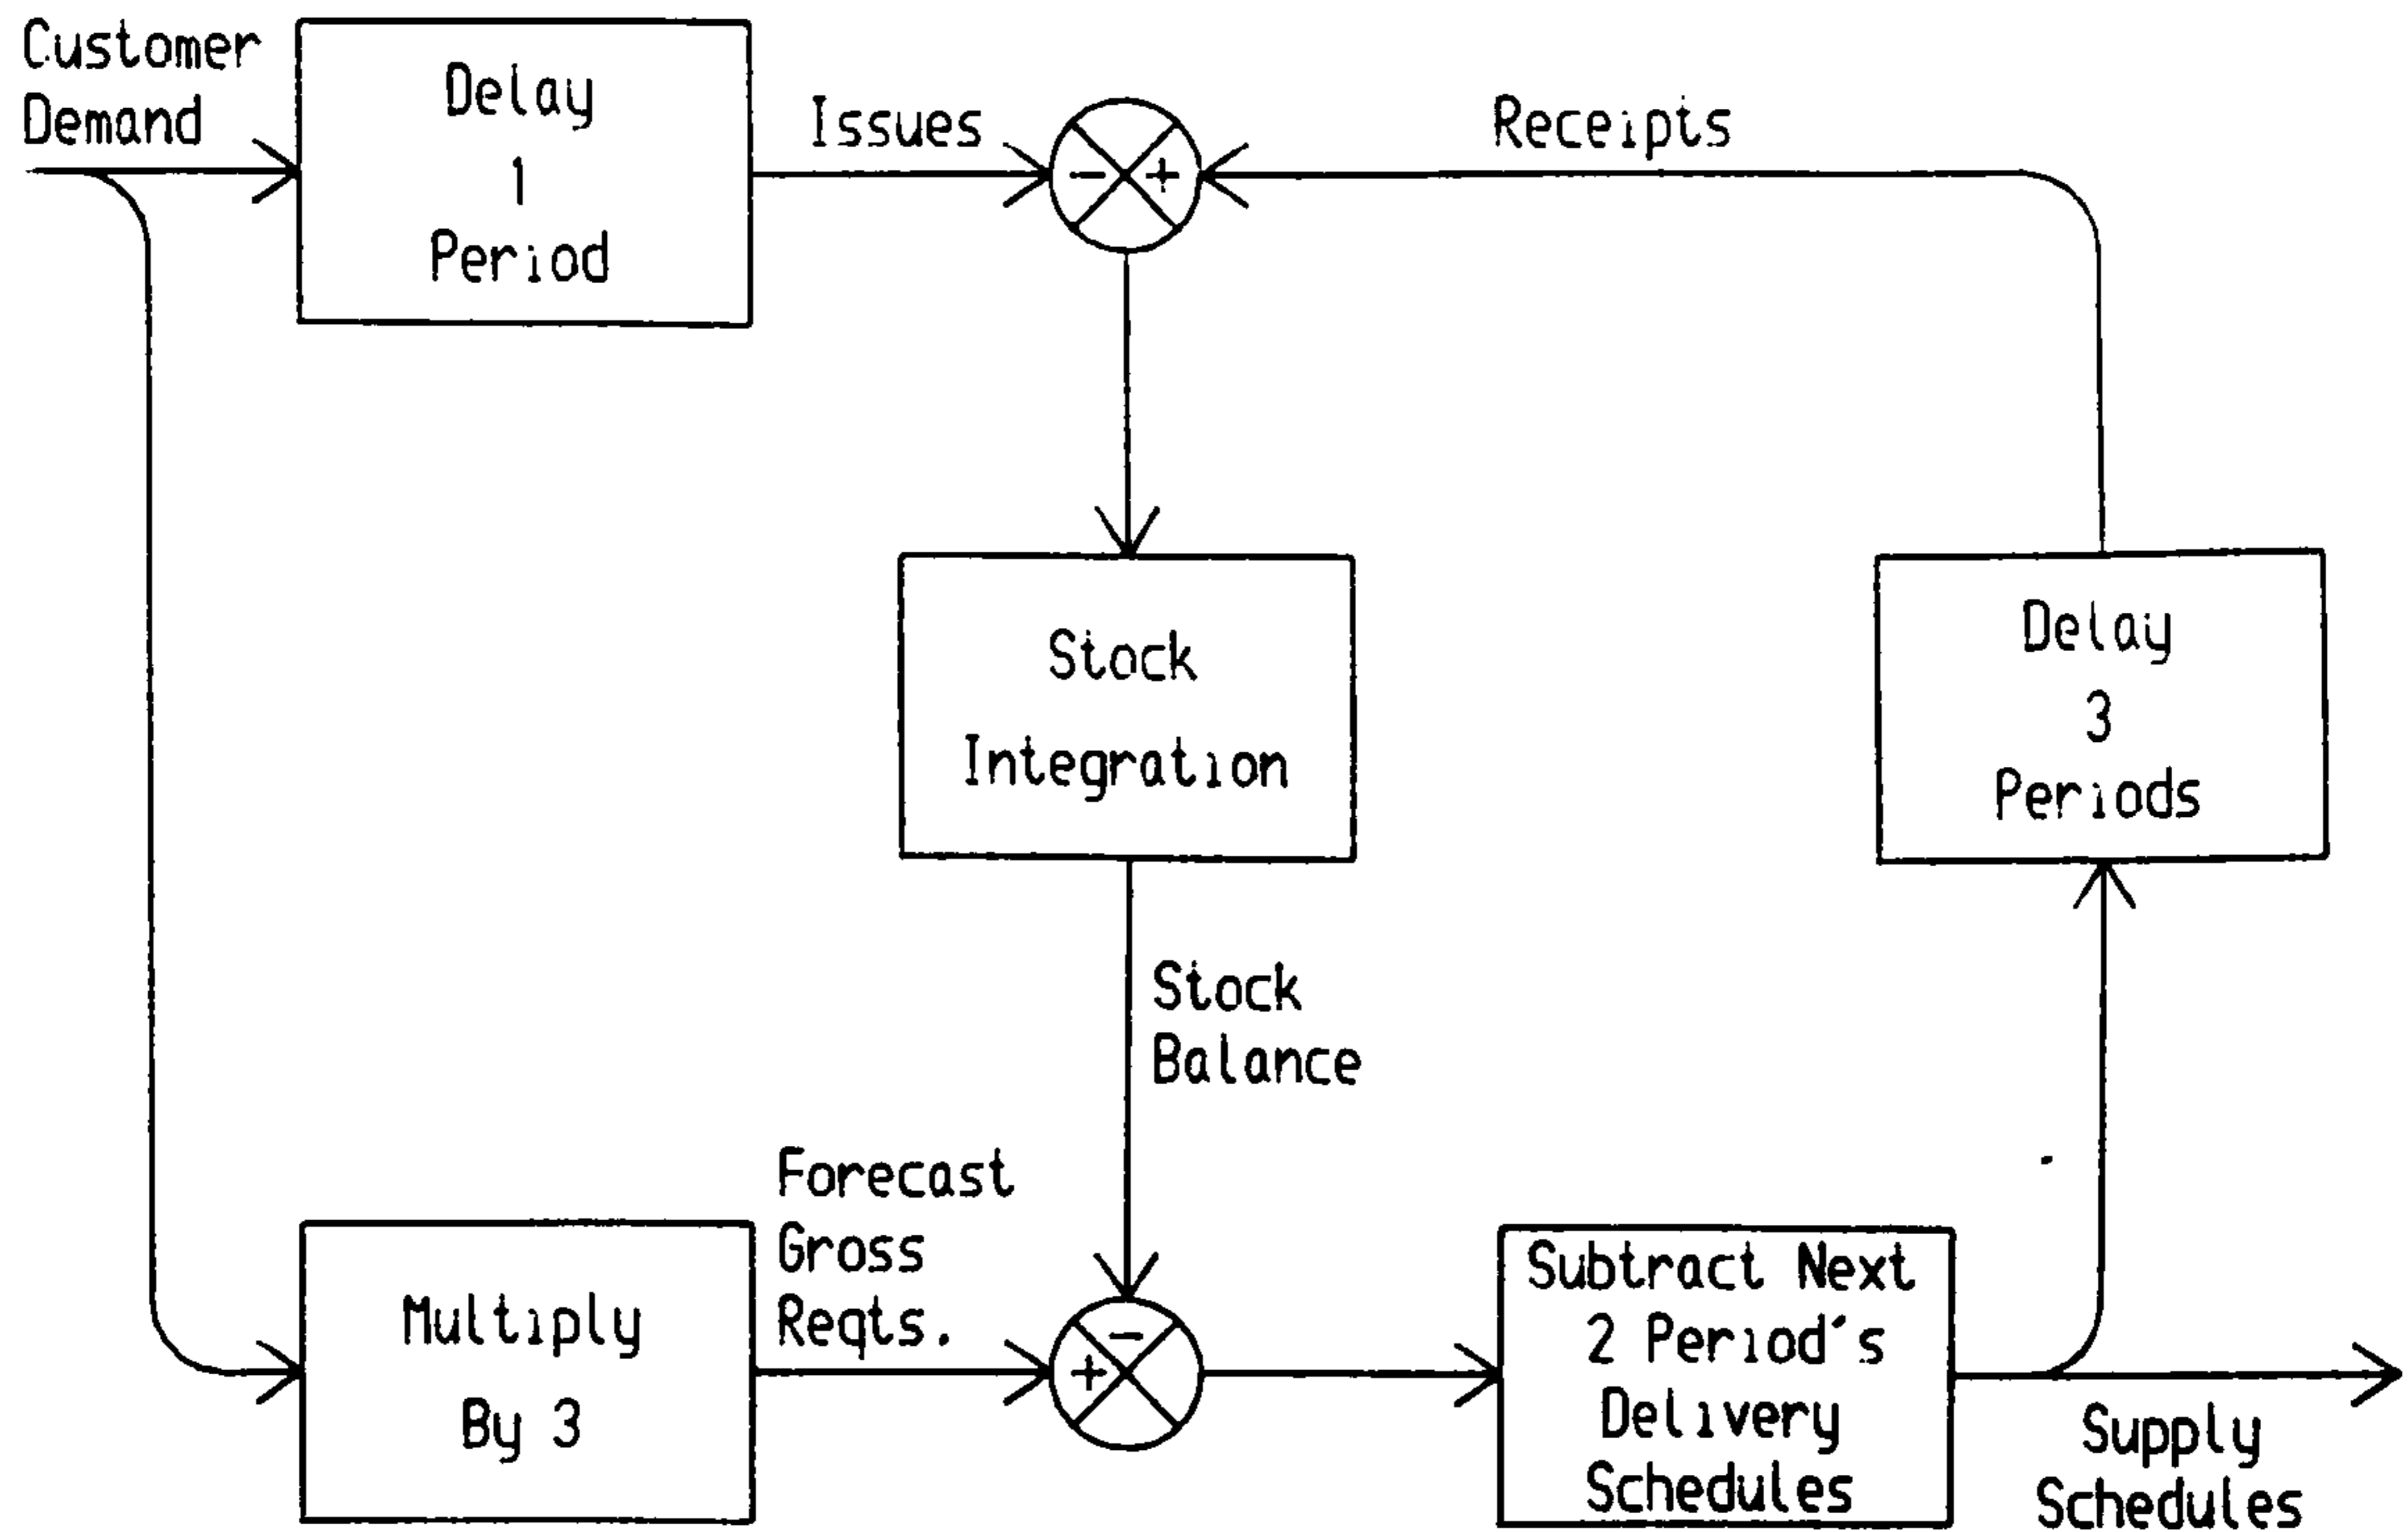 Customer
Demand
Delay
1
Period
Issues
-
+
Receipts
Stock
Integration
Delay
3
Periods
Stock
Balance
Multiply
By 3
Forecast
Gross
Reqts.
-
+
Subtract Next
2 Period's
Delivery
Schedules
Supply
Schedules